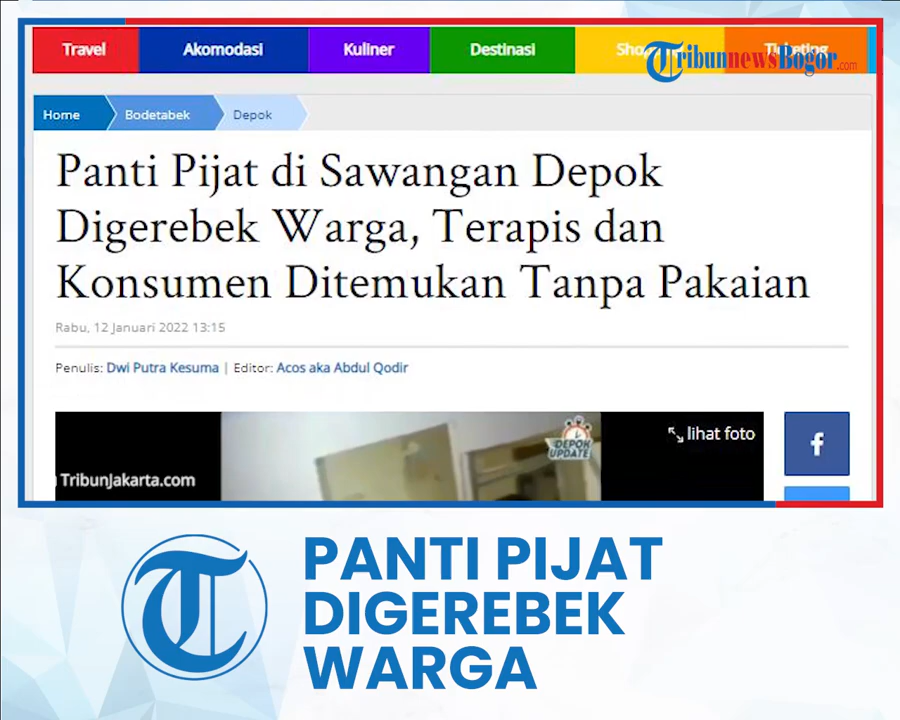 Travel Akomodasi Kuliner Destinasi Ticketing
TribunnewsBogor.com
Home Bodetabek Depok
Panti Pijat di Sawangan Depok
Digerebek Warga, Terapis dan
Konsumen Ditemukan Tanpa Pakaian
Rabu, 12 Januari 2022 13:15
Penulis: Dwi Putra Kesuma | Editor: Acos aka Abdul Qodir
DEPOK
UPDATE
lihat foto
TribunJakarta.com
f
T
PANTI PIJAT
DIGEREBEK
WARGA